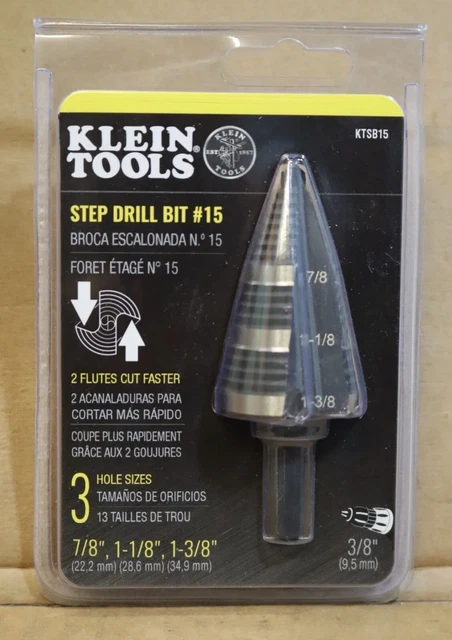 KLEIN
TOOLS
KLEIN
EST. 1857
KTSB15
STEP DRILL BIT #15
BROCA ESCALONADA N.º 15
FORET ÉTAGÉ Nº 15
7/8
1-1/8
1-3/8
2 FLUTES CUT FASTER
2 ACANALADURAS PARA
CORTAR MÁS RÁPIDO
COUPE PLUS RAPIDEMENT
GRÂCE AUX 2 GOUJURES
3 HOLE SIZES
TAMAÑOS DE ORIFICIOS
13 TAILLES DE TROU
7/8", 1-1/8", 1-3/8"
(22,2 mm) (28,6 mm) (34,9 mm)
3/8"
(9,5 mm)